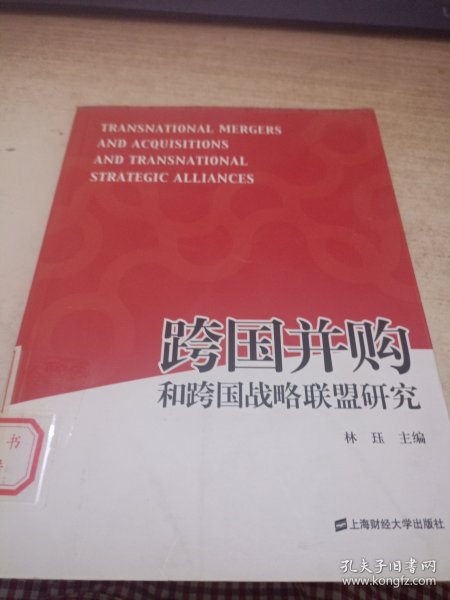 TRANSNATIONAL MERGERS
AND ACQUISITIONS
AND TRANSNATIONAL
STRATEGIC ALLIANCES
跨国并购
和跨国战略联盟研究
林 珏 主编
书
上海财经大学出版社
孔夫子旧书网
www.kongfz.com